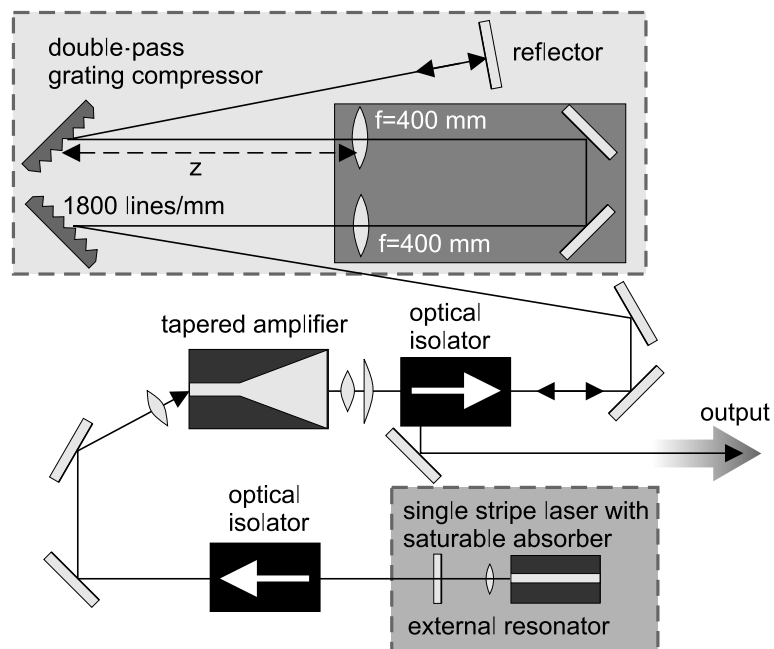 double-pass
grating compressor
reflector
f=400 mm
z
1800 lines/mm
f=400 mm
tapered amplifier
optical
isolator
output
optical
isolator
single stripe laser with
saturable absorber
external resonator